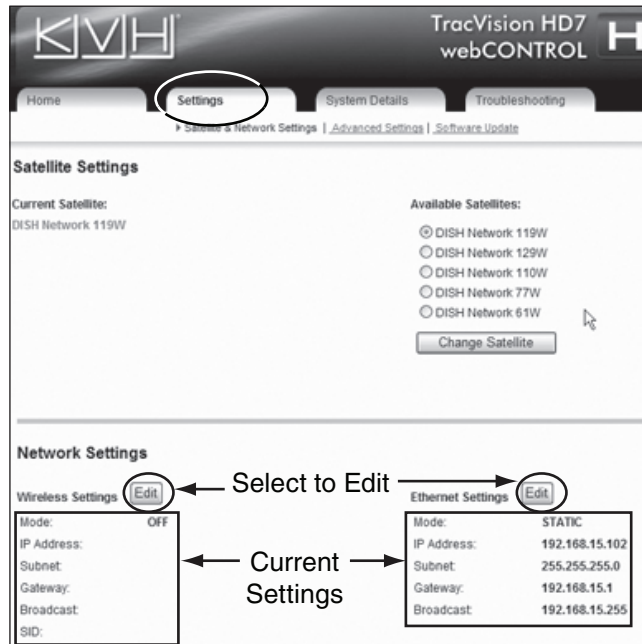 KVH
TracVision HD7
webCONTROL
H
Home
Settings
System Details
Troubleshooting
Satellite & Network Settings | Advanced Settings | Software Update
Satellite Settings
Current Satellite:
DISH Network 119W
Available Satellites:
DISH Network 119W
DISH Network 129W
DISH Network 110W
DISH Network 77W
DISH Network 61W
Change Satellite
Network Settings
Wireless Settings Edit
Select to Edit
Ethernet Settings Edit
Mode: OFF
IP Address:
Subnet:
Gateway:
Broadcast:
SID:
Current
Settings
Mode: STATIC
IP Address: 192.168.15.102
Subnet: 255.255.255.0
Gateway: 192.168.15.1
Broadcast: 192.168.15.255